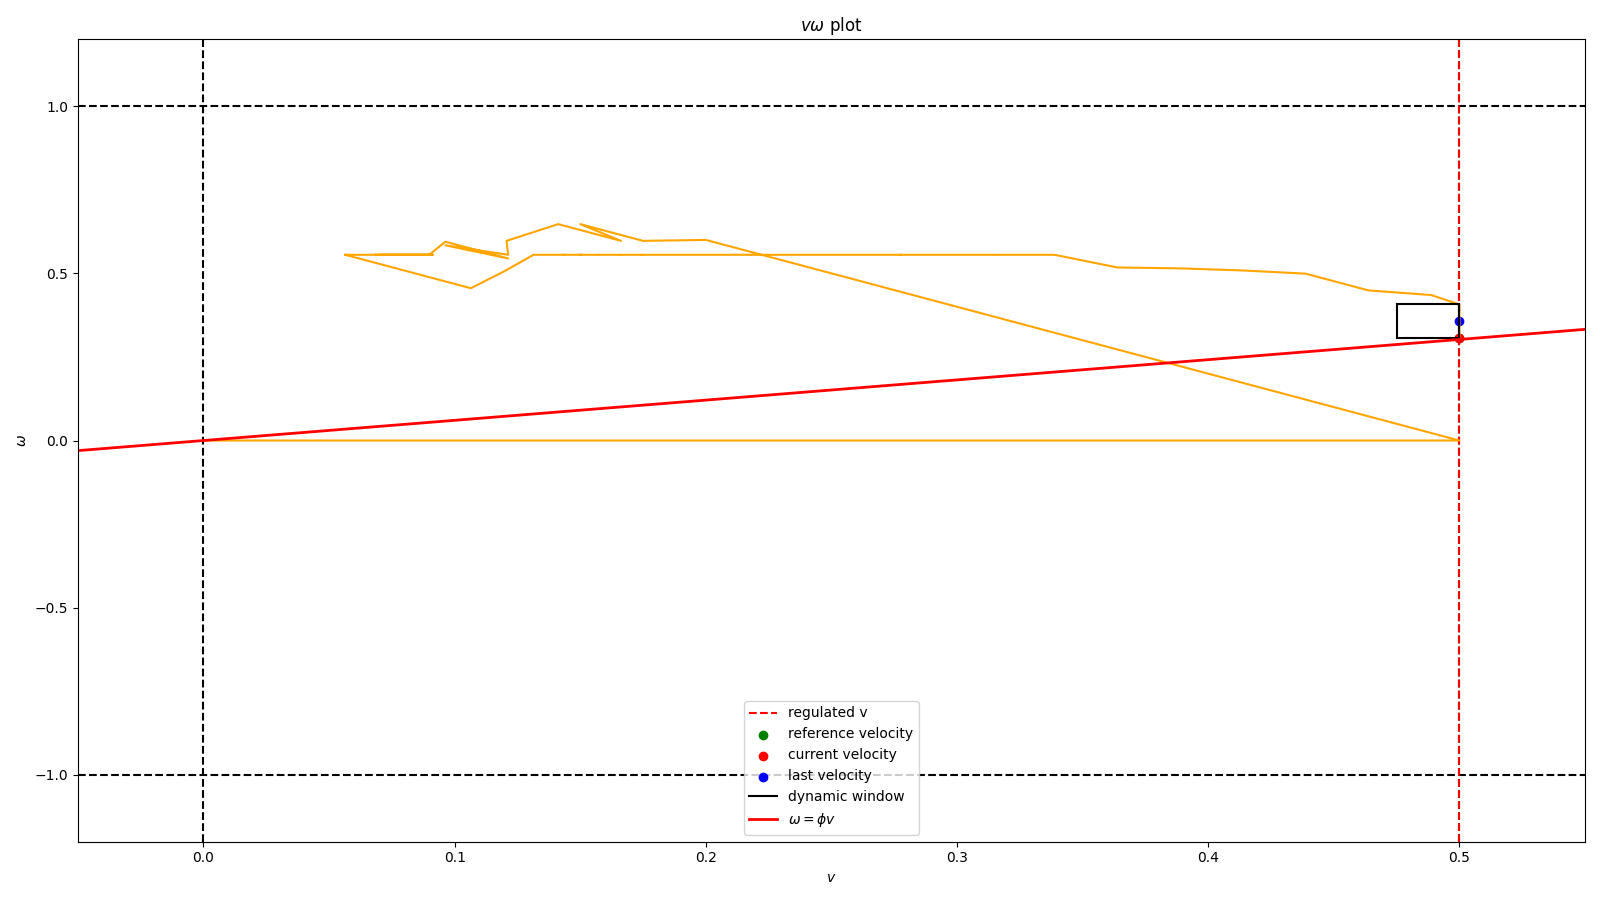 vω plot
1.0
0.5
0.0
−0.5
−1.0
ω
0.0
0.1
0.2
0.3
0.4
0.5
v
regulated v
reference velocity
current velocity
last velocity
dynamic window
ω = ϕv